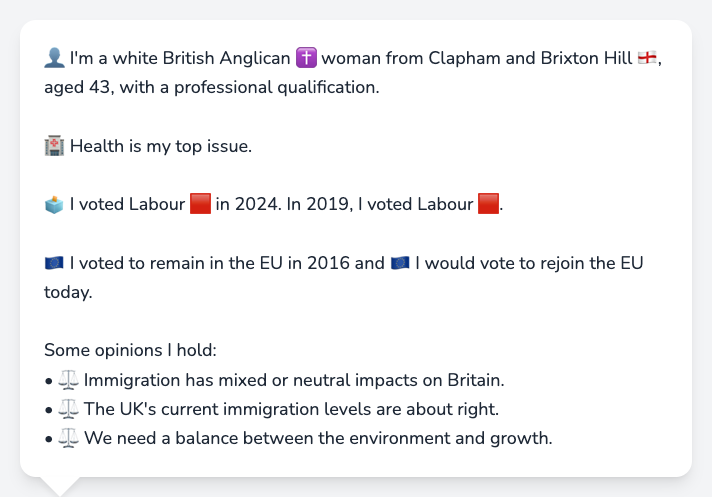 👤 I'm a white British Anglican ✝️ woman from Clapham and Brixton Hill 🏴󠁧󠁢󠁥󠁮󠁧󠁿,
aged 43, with a professional qualification.
🏥 Health is my top issue.
🗳️ I voted Labour 🟥 in 2024. In 2019, I voted Labour 🟥.
🇪🇺 I voted to remain in the EU in 2016 and 🇪🇺 I would vote to rejoin the EU
today.
Some opinions I hold:
• ⚖️ Immigration has mixed or neutral impacts on Britain.
• ⚖️ The UK's current immigration levels are about right.
• ⚖️ We need a balance between the environment and growth.